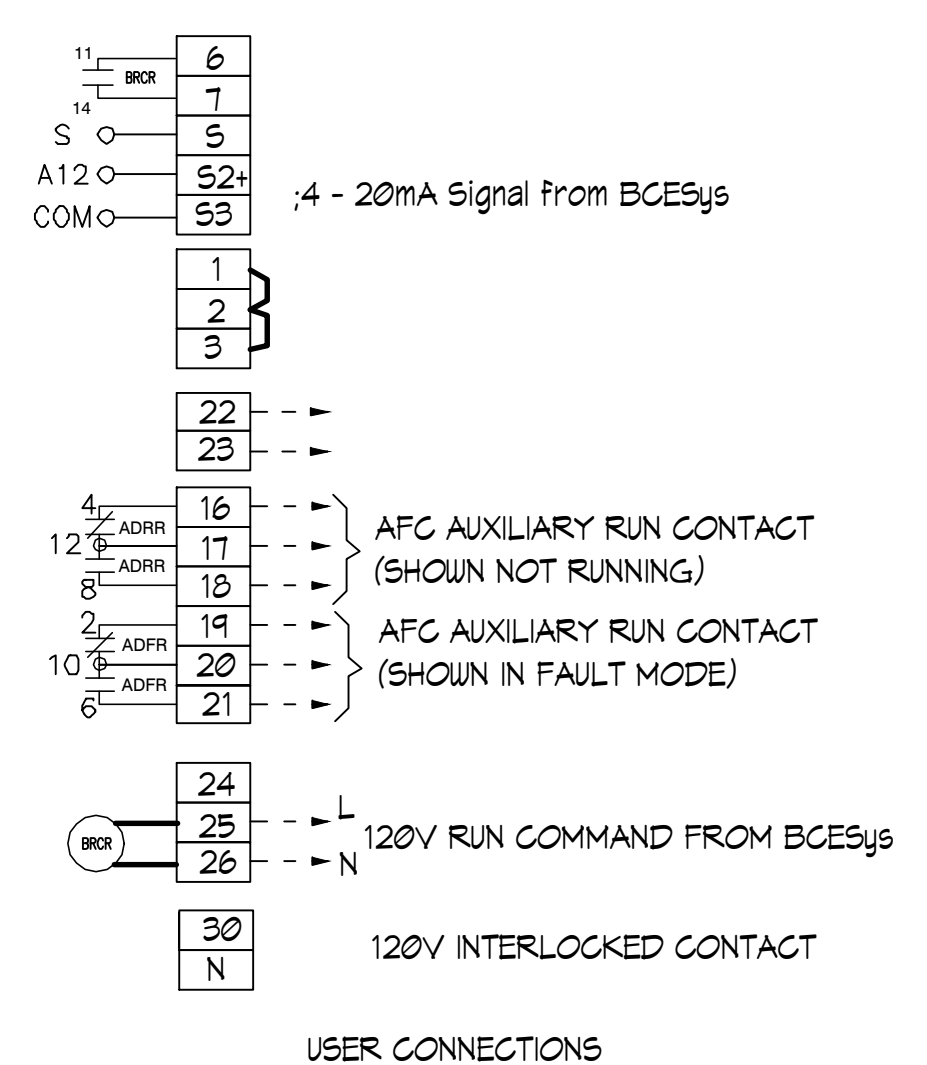 11
BRCR
6
7
14
S
S
A12
S2+
;4 - 20mA Signal from BCESys
COM
S3
1
2
3
22
23
4
16
ADRR
12
17
AFC AUXILIARY RUN CONTACT
ADRR
(SHOWN NOT RUNNING)
8
18
2
19
AFC AUXILIARY RUN CONTACT
ADFR
10
20
(SHOWN IN FAULT MODE)
ADFR
6
21
24
L
25
BRCR
120V RUN COMMAND FROM BCESys
26
N
30
120V INTERLOCKED CONTACT
N
USER CONNECTIONS